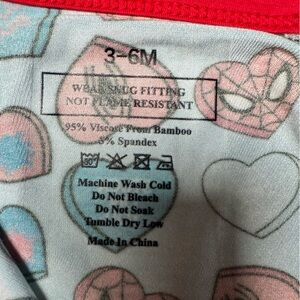 3-6M
WEAR SNUG FITTING
NOT FLAME RESISTANT
95% Viscose From Bamboo
5% Spandex
Machine Wash Cold
Do Not Bleach
Do Not Soak
Tumble Dry Low
Made In China